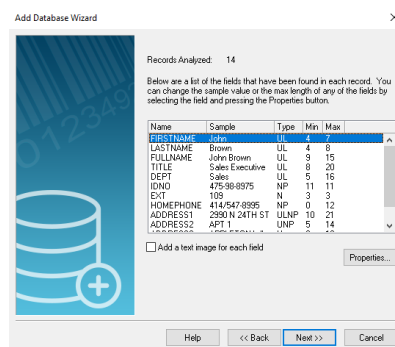 Add Database Wizard
Records Analyzed: 14
Below are a list of the fields that have been found in each record. You
can change the sample value or the max length of any of the fields by
selecting the field and pressing the Properties button.
Name Sample Type Min Max
FIRSTNAME John UL 4 7
LASTNAME Brown UL 4 8
FULLNAME John Brown UL 9 15
TITLE Sales Executive UL 8 20
DEPT Sales UL 5 16
IDNO 475-98-8975 NP 11 11
EXT 109 N 3 3
HOMEPHONE 414/547-8995 NP 0 12
ADDRESS1 2990 N 24TH ST ULNP 10 21
ADDRESS2 APT 1 UNP 5 14
Add a text image for each field
Properties...
Help << Back Next >> Cancel